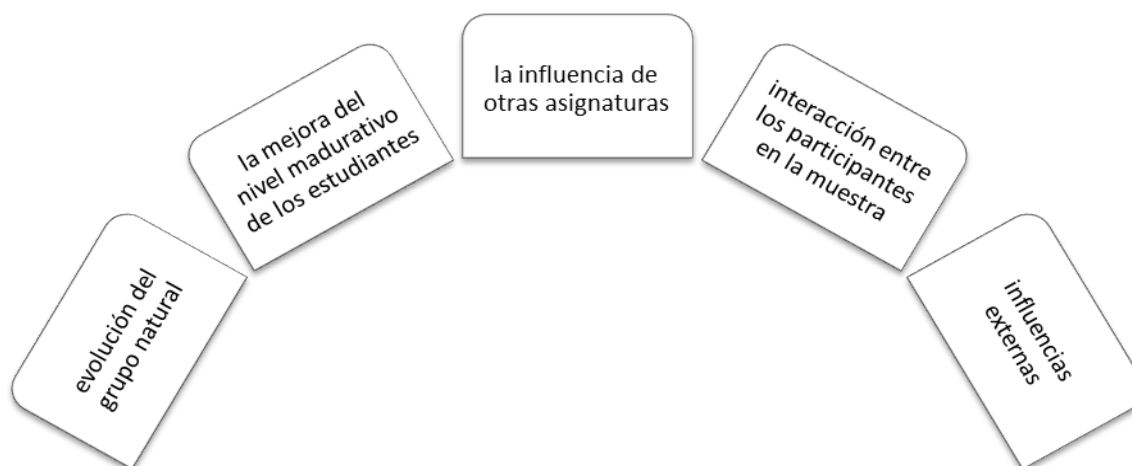 evolución del
grupo natural
la mejora del
nivel madurativo
de los estudiantes
la influencia de
otras asignaturas
interacción entre
los participantes
en la muestra
influencias
externas